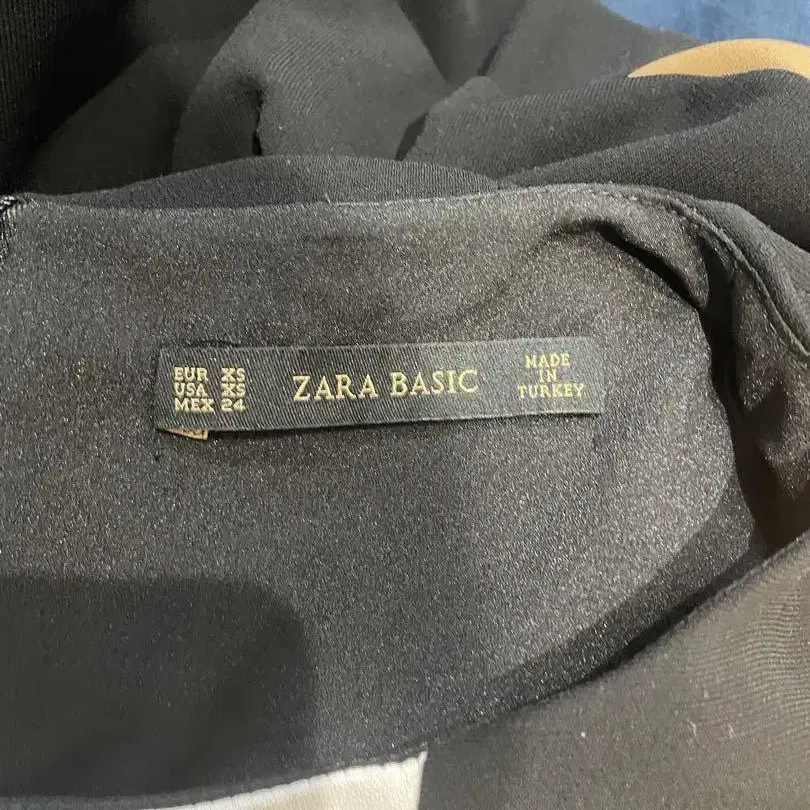 EUR XS
USA XS
MEX 24
ZARA BASIC
MADE
IN
TURKEY